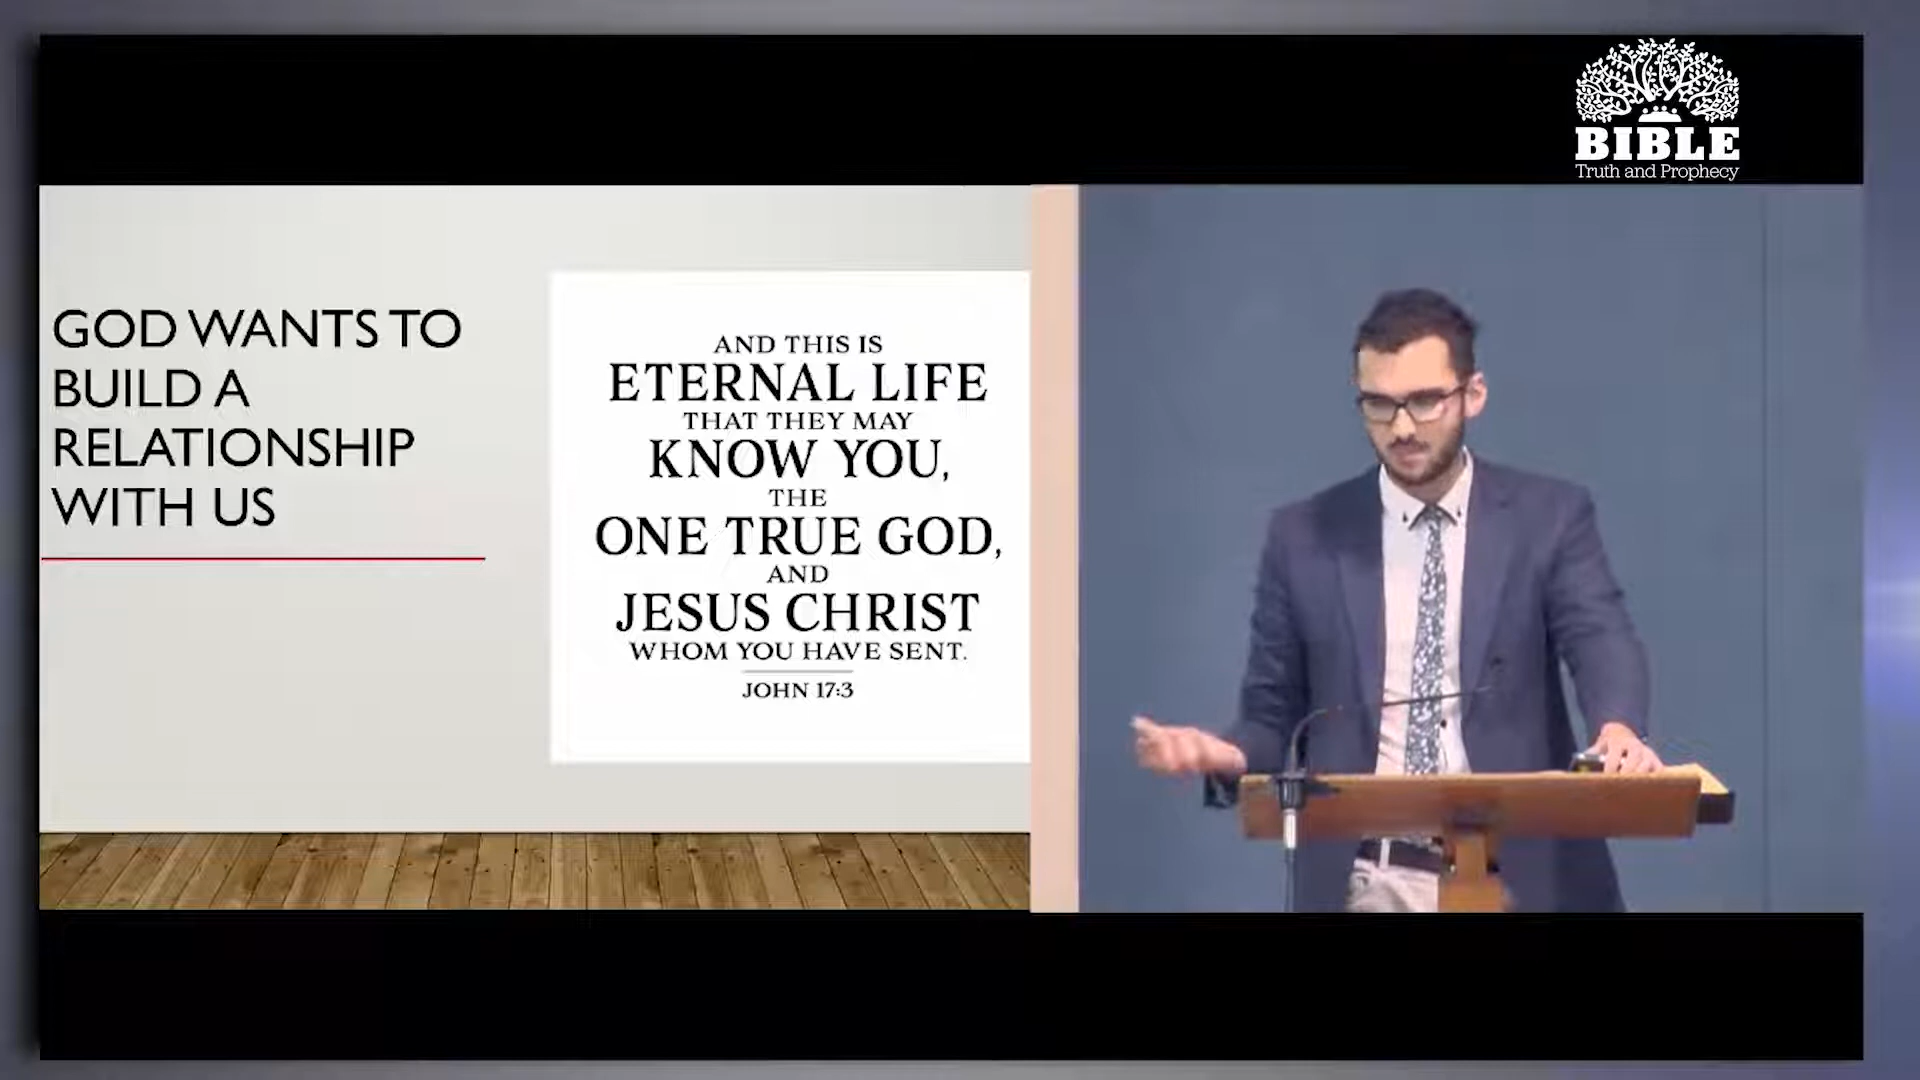 BIBLE
Truth and Prophecy
GOD WANTS TO
BUILD A
RELATIONSHIP
WITH US
AND THIS IS
ETERNAL LIFE
THAT THEY MAY
KNOW YOU,
THE
ONE TRUE GOD,
AND
JESUS CHRIST
WHOM YOU HAVE SENT.
JOHN 17:3